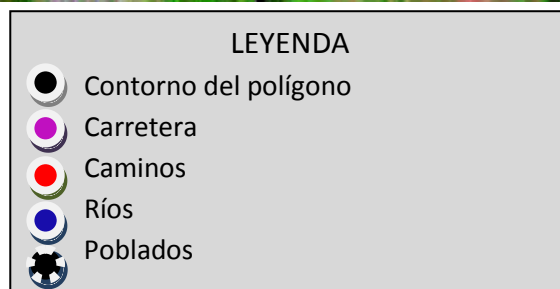 LEYENDA
Contorno del polígono
Carretera
Caminos
Ríos
Poblados